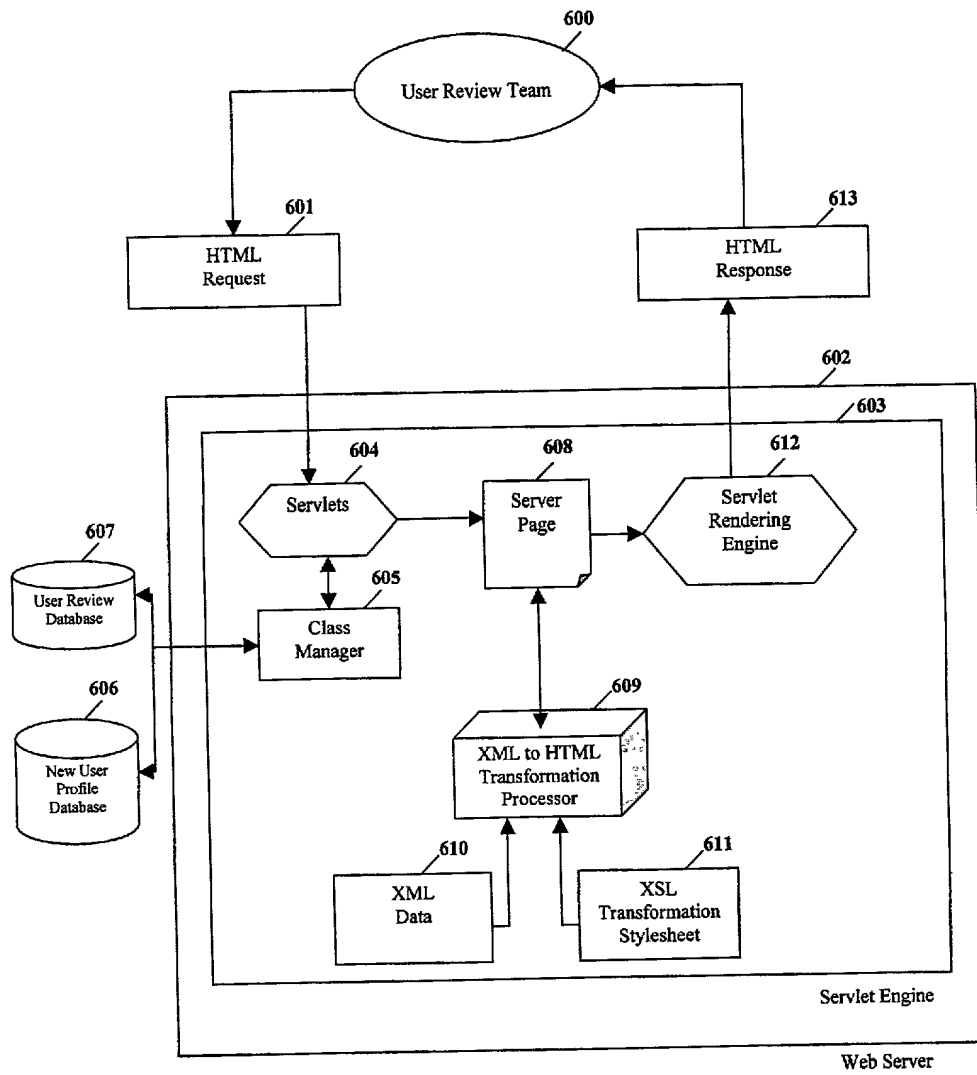 600
User Review Team
601
HTML
Request
613
HTML
Response
602
603
604
Servlets
608
Server
Page
612
Servlet
Rendering
Engine
607
User Review
Database
605
Class
Manager
606
New User
Profile
Database
609
XML to HTML
Transformation
Processor
610
XML
Data
611
XSL
Transformation
Stylesheet
Servlet Engine
Web Server